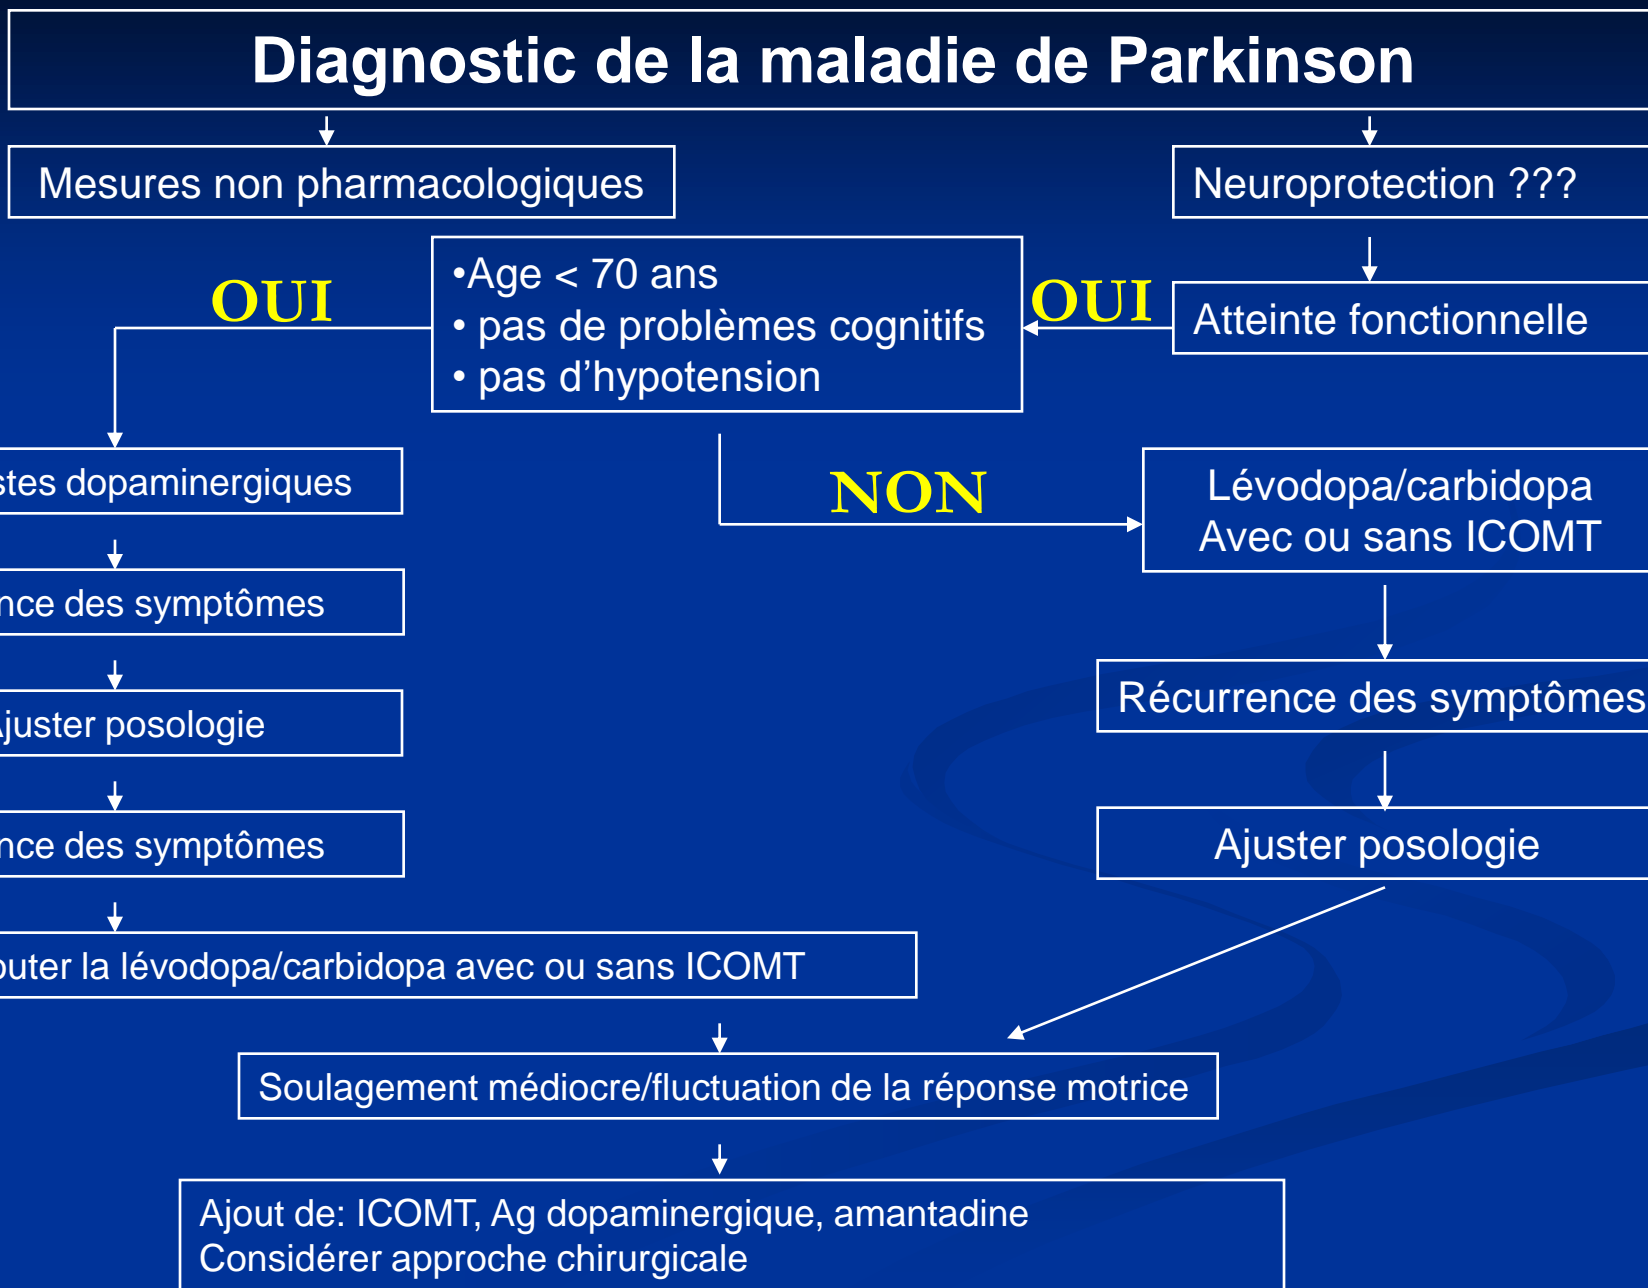 Diagnostic de la maladie de Parkinson
Mesures non pharmacologiques
Neuroprotection ???
•Age < 70 ans
• pas de problèmes cognitifs
• pas d’hypotension
OUI
OUI
Atteinte fonctionnelle
stes dopaminergiques
NON
Lévodopa/carbidopa
Avec ou sans ICOMT
nce des symptômes
Récurrence des symptômes
juster posologie
nce des symptômes
Ajuster posologie
outer la lévodopa/carbidopa avec ou sans ICOMT
Soulagement médiocre/fluctuation de la réponse motrice
Ajout de: ICOMT, Ag dopaminergique, amantadine
Considérer approche chirurgicale